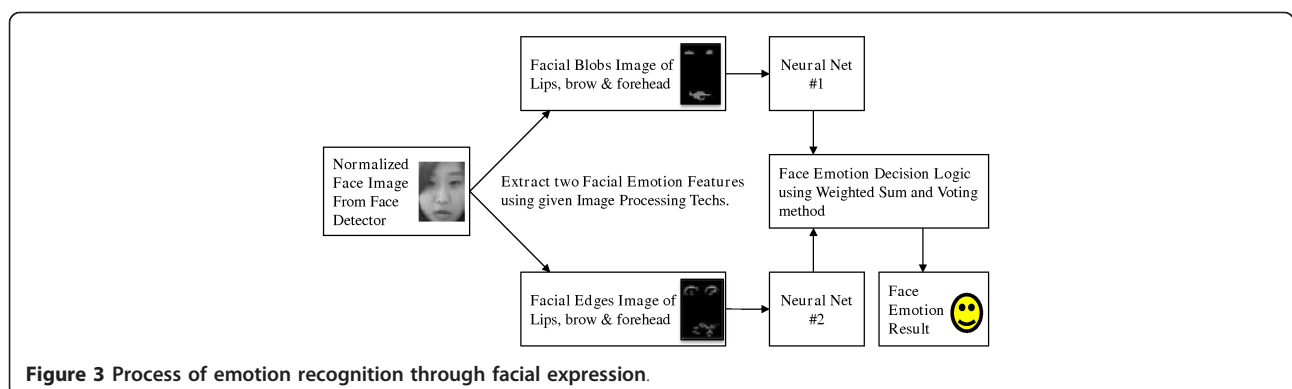 Facial Blobs Image of
Lips, brow & forehead
Neural Net
#1
Normalized
Face Image
From Face
Detector
Extract two Facial Emotion Features
using given Image Processing Techs.
Face Emotion Decision Logic
using Weighted Sum and Voting
method
Facial Edges Image of
Lips, brow & forehead
Neural Net
#2
Face
Emotion
Result
Figure 3 Process of emotion recognition through facial expression.